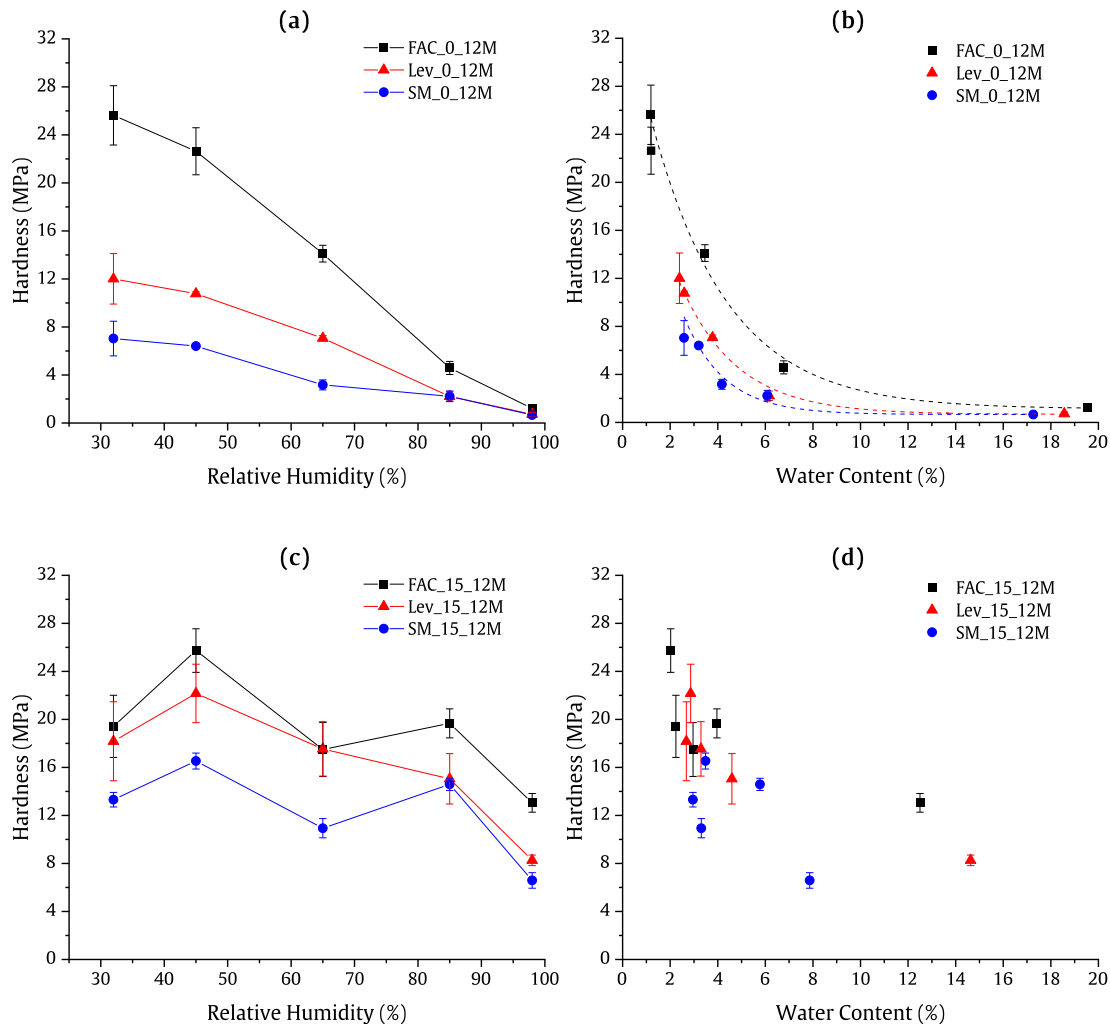 (a)
FAC_0_12M
Lev_0_12M
SM_0_12M
Hardness (MPa)
32
28
24
20
16
12
8
4
0
30 40 50 60 70 80 90 100
Relative Humidity (%)
(b)
FAC_0_12M
Lev_0_12M
SM_0_12M
Hardness (MPa)
32
28
24
20
16
12
8
4
0
0 2 4 6 8 10 12 14 16 18 20
Water Content (%)
(c)
FAC_15_12M
Lev_15_12M
SM_15_12M
Hardness (MPa)
32
28
24
20
16
12
8
4
0
30 40 50 60 70 80 90 100
Relative Humidity (%)
(d)
FAC_15_12M
Lev_15_12M
SM_15_12M
Hardness (MPa)
32
28
24
20
16
12
8
4
0
0 2 4 6 8 10 12 14 16 18 20
Water Content (%)